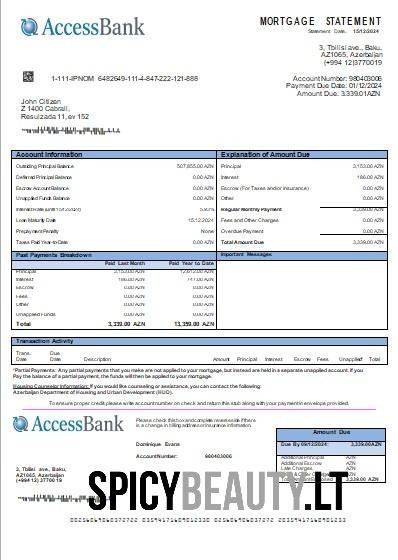 AccessBank
MORTGAGE STATEMENT
Statement Date: 15/12/2024
3, Tbilisi ave., Baku,
AZ1065, Azerbaijan
(+994 12)3770019
1-111-IPNOM 6482649-111-4-847-222-121-888
Account Number: 980403006
Payment Due Date: 01/12/2024
Amount Due: 3.339.01AZN
John Citizen
Z 1400 Cabrail,
Resulzada 11, ev 152
Account Information
Outstanding Principal Balance 507,855.00 AZN
Deferred Principal Balance 0.00 AZN
Escrow Account Balance 0.00 AZN
Unapplied Funds Balance 0.00 AZN
Interest Rate (until 15.12.2024)
Loan Maturity Date 15.12.2024
Prepayment Penalty None
Taxes Paid Year-to-Date 0.00 AZN
Explanation of Amount Due
Principal 3,153.00 AZN
Interest 186.00 AZN
Escrow (For Taxes and/or Insurance) 0.00 AZN
Other 0.00 AZN
Regular Monthly Payment 3,339.00 AZN
Fees and Other Charges 0.00 AZN
Overdue Payment 0.00 AZN
Total Amount Due 3,339.00 AZN
Past Payments Breakdown
Paid Last Month Paid Year to Date
Principal 3,153.00 AZN 12,612.00 AZN
Interest 186.00 AZN 747.00 AZN
Escrow 0.00 AZN 0.00 AZN
Fees 0.00 AZN 0.00 AZN
Other 0.00 AZN 0.00 AZN
Unapplied Funds 0.00 AZN 0.00 AZN
Total 3,339.00 AZN 13,359.00 AZN
Important Messages
Transaction Activity
Trans. Date Due Date Description Amount Principal Interest Escrow Fees Unapplied Total
*Partial Payments: Any partial payments that you make are not applied to your mortgage, but instead are held in a separate unapplied account. If you
Pay the balance of a partial payment, the funds will then be applied to your mortgage.
Housing Counselor Information: If you would like counseling or assistance, you can contact the following:
Azerbaijan Department of Housing and Urban Development (HUD).
To ensure proper credit please write account number on check and return this stub along with your payment in envelope provided.
AccessBank
Please check this box and complete reverse side if there
is a change in billing address or insurance information.
Dominique Evans
Account Number: 980403006
Amount Due
Due By 09/12/2024: 3,339.00AZN
Additional Principal AZN
Additional Escrow AZN
Late Charges AZN
3, Tbilisi ave., Baku,
AZ1065, Azerbaijan
(+994 12) 3770019
SPICYBEAUTY.LT